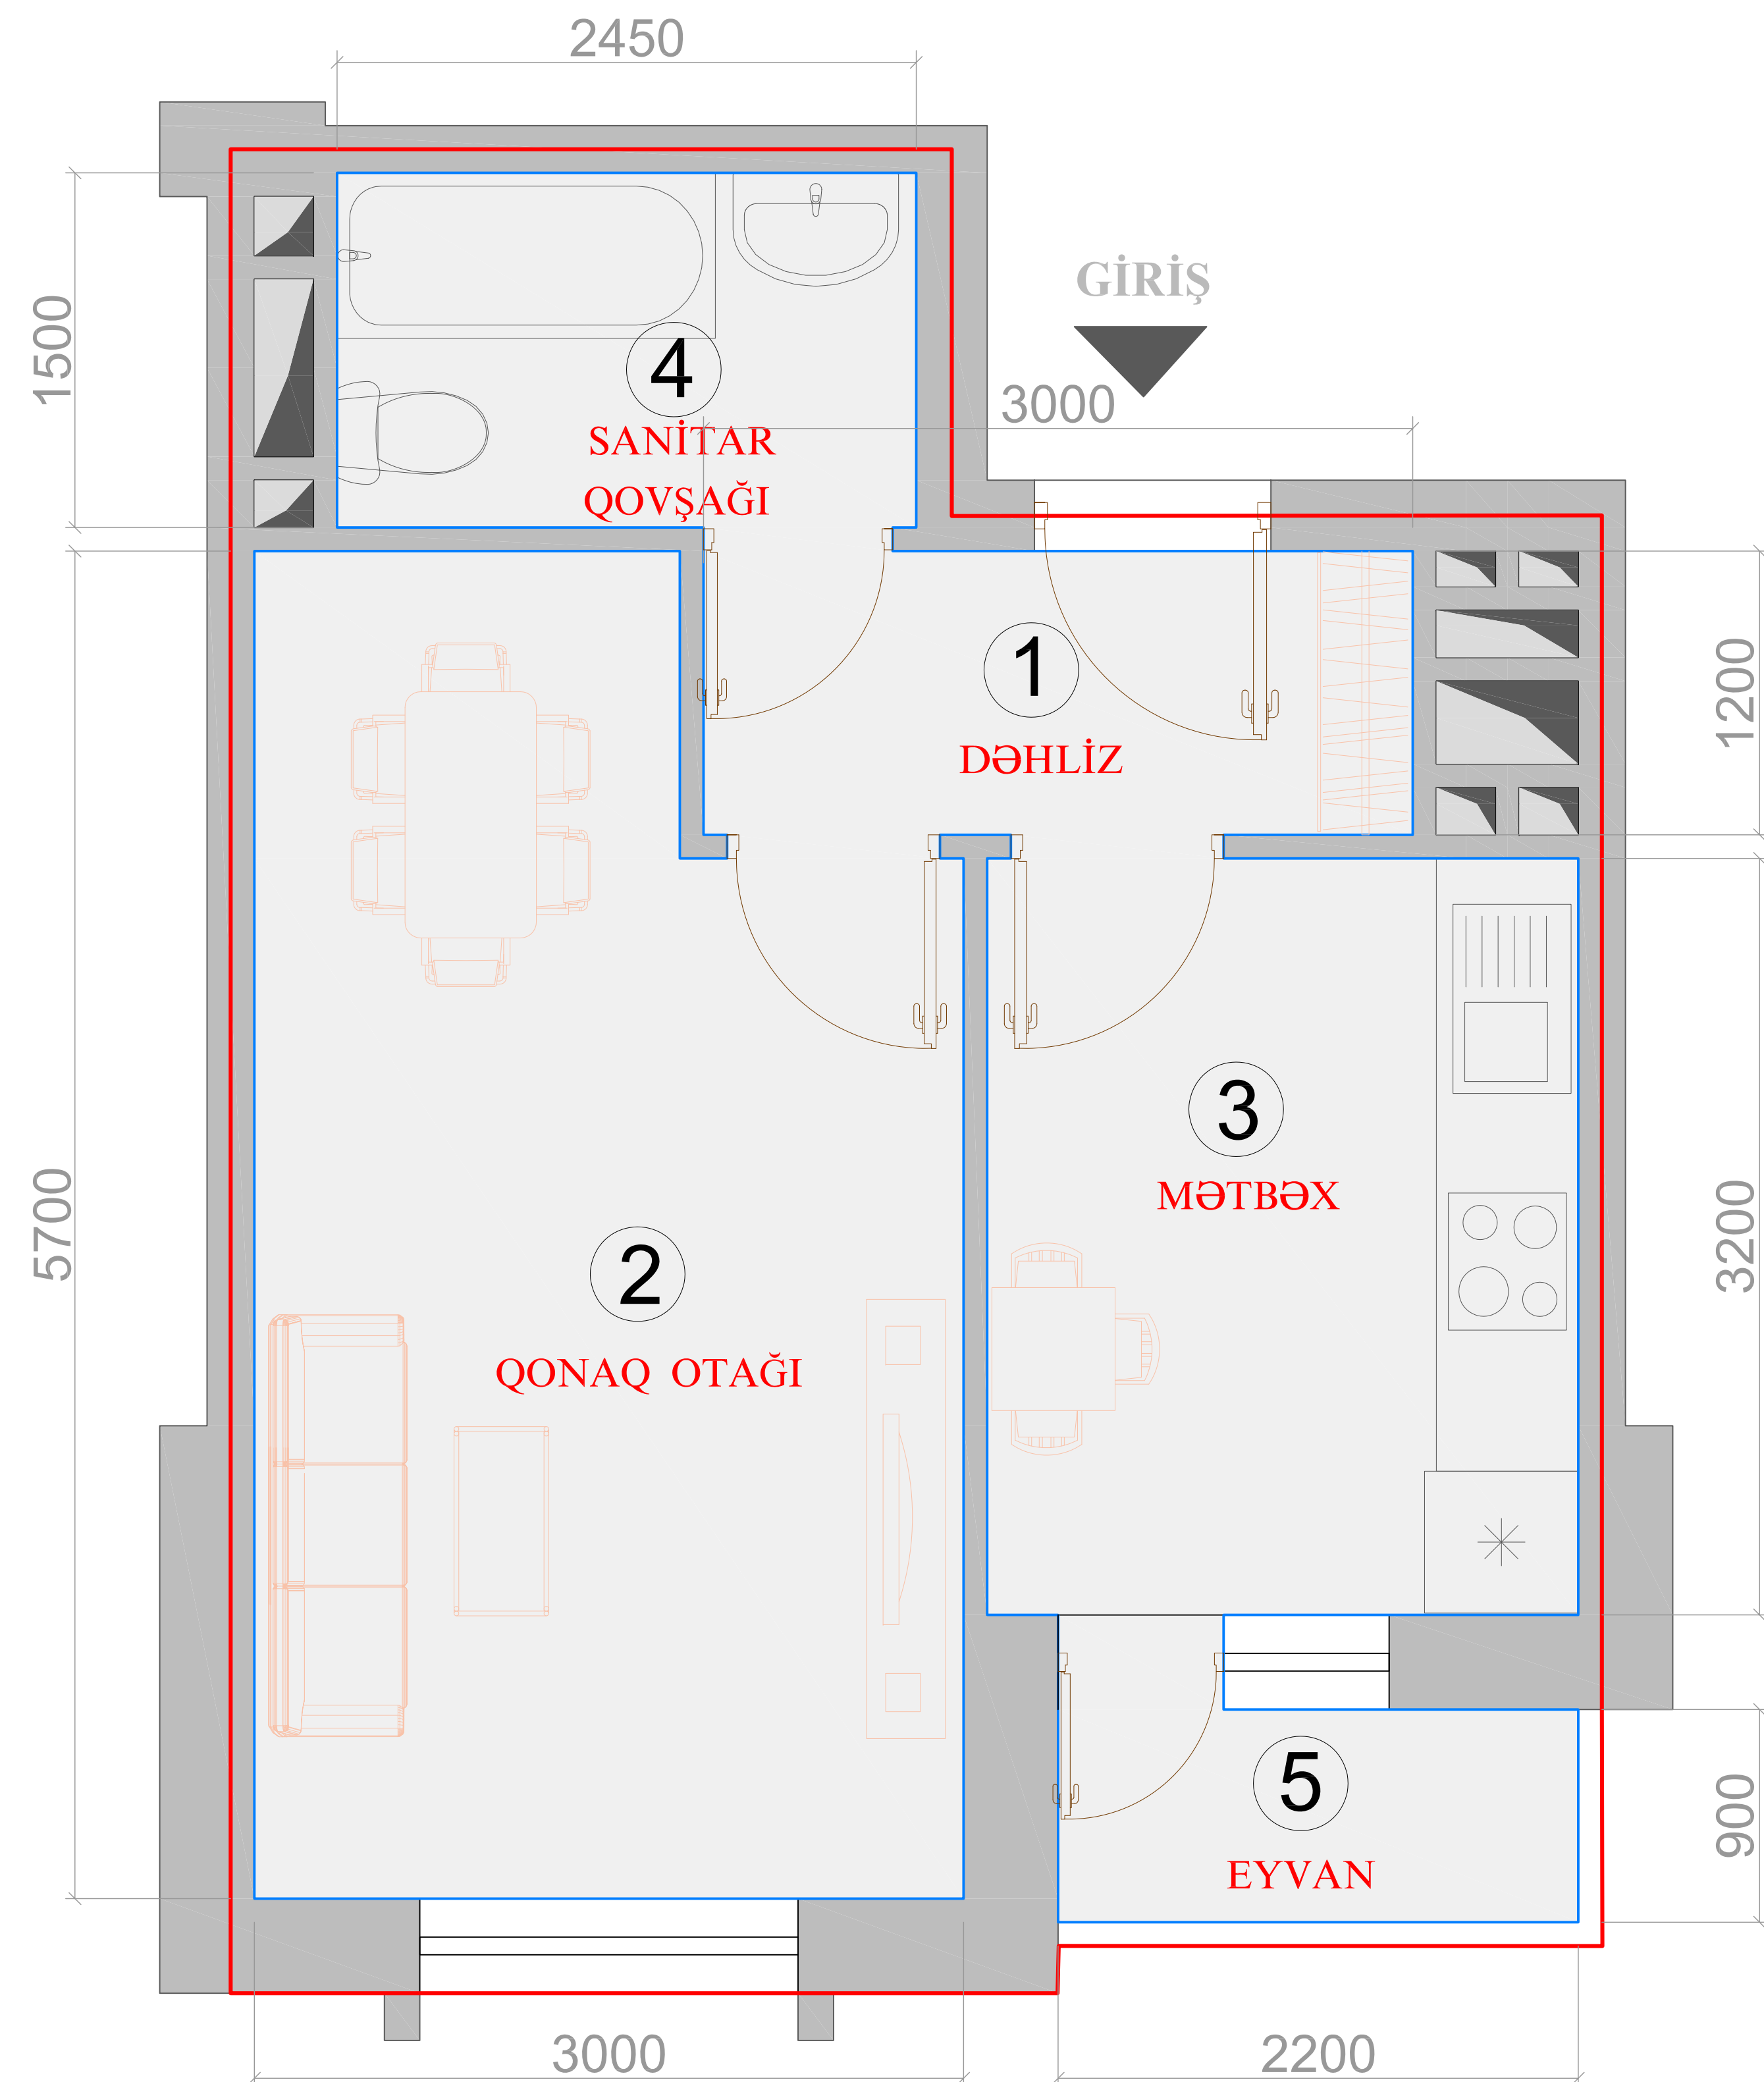 2450
GİRİŞ
1500
4
3000
SANİTAR
QOVŞAĞI
1
1200
DƏHLİZ
3
MƏTBƏX
3200
5700
2
QONAQ OTAĞI
5
900
EYVAN
3000
2200